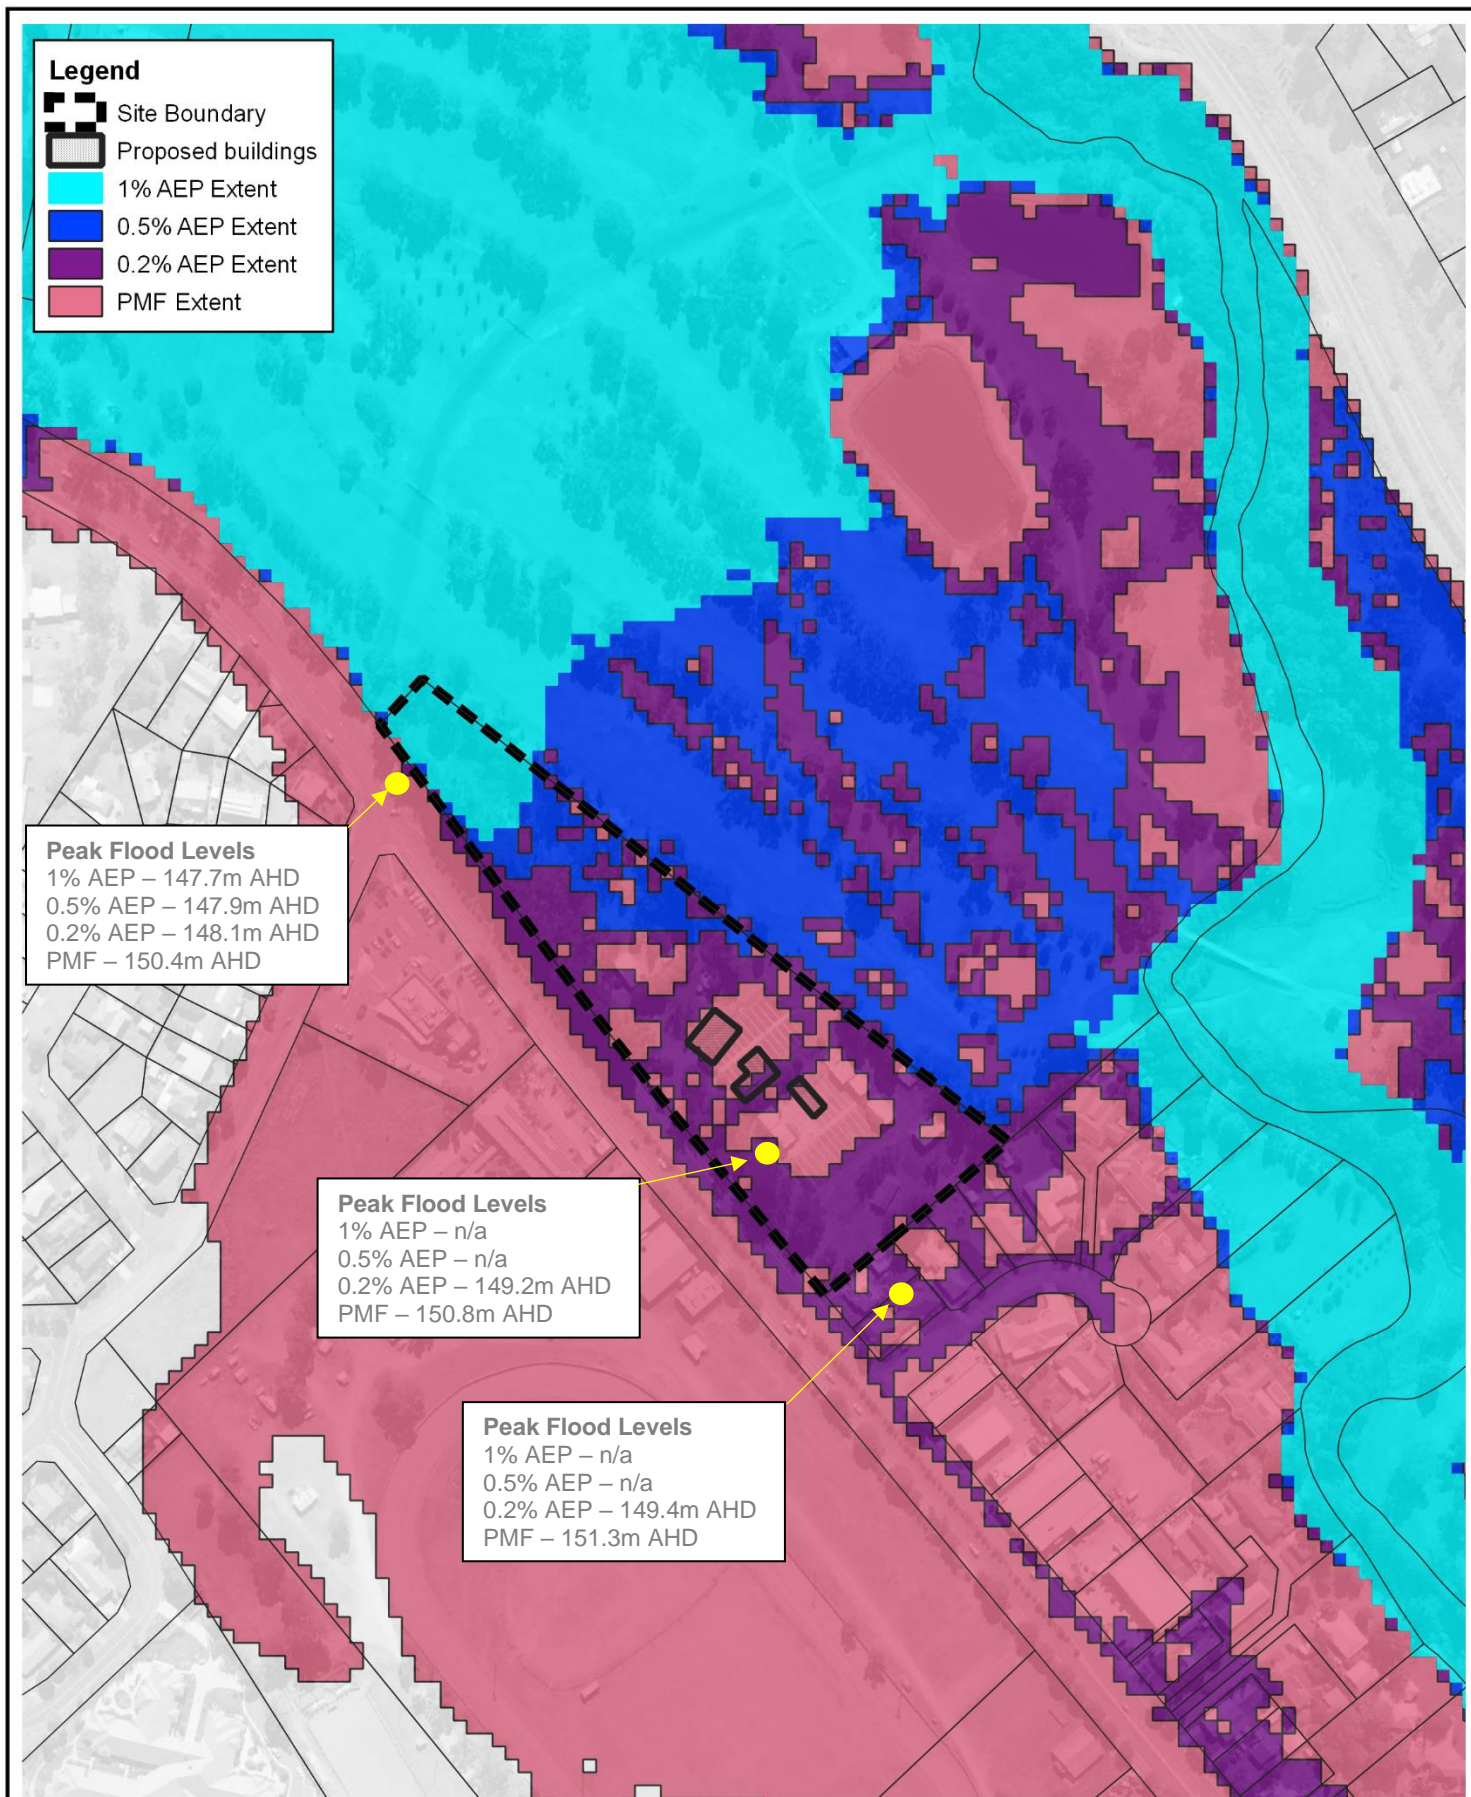 Legend
Site Boundary
Proposed buildings
1% AEP Extent
0.5% AEP Extent
0.2% AEP Extent
PMF Extent
Peak Flood Levels
1% AEP – 147.7m AHD
0.5% AEP – 147.9m AHD
0.2% AEP – 148.1m AHD
PMF – 150.4m AHD
Peak Flood Levels
1% AEP – n/a
0.5% AEP – n/a
0.2% AEP – 149.2m AHD
PMF – 150.8m AHD
Peak Flood Levels
1% AEP – n/a
0.5% AEP – n/a
0.2% AEP – 149.4m AHD
PMF – 151.3m AHD